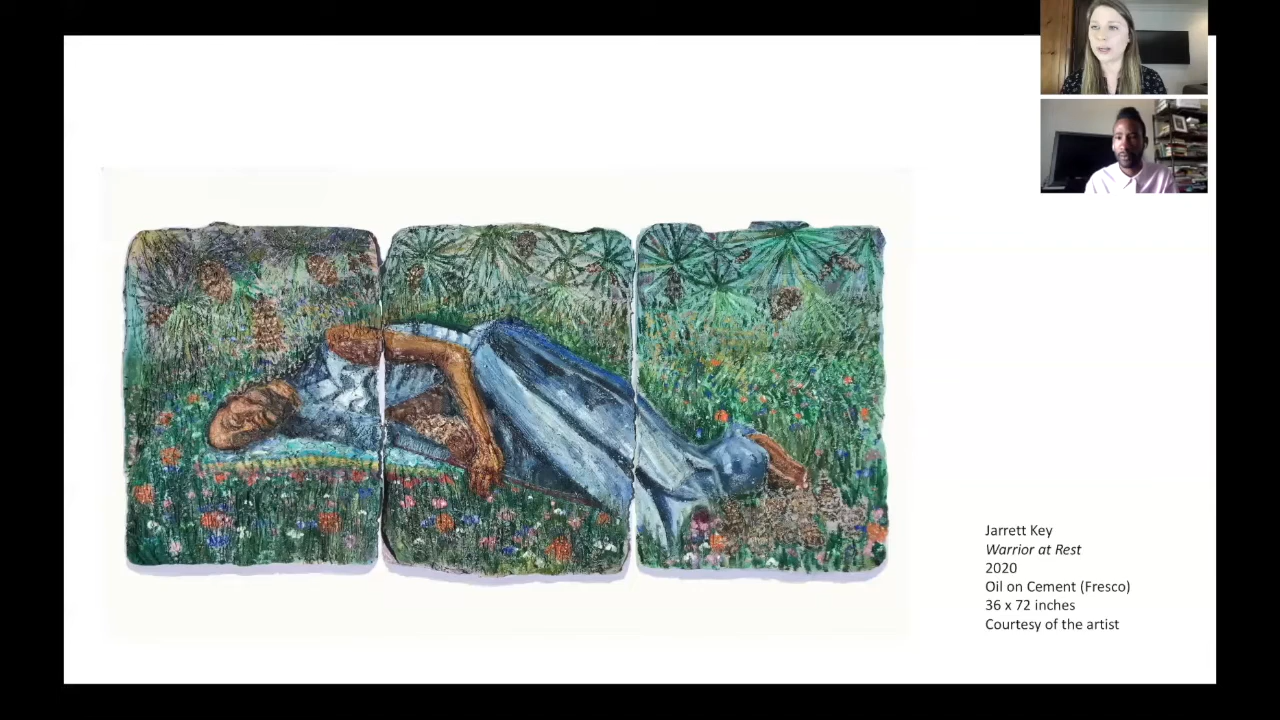 Jarrett Key
Warrior at Rest
2020
Oil on Cement (Fresco)
36 x 72 inches
Courtesy of the artist